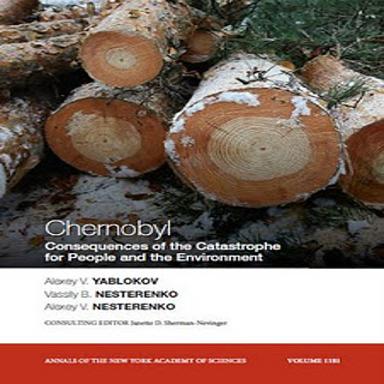 Chernobyl
Consequences of the Catastrophe
for People and the Environment
Alexey V. YABLOKOV
Vassily B. NESTERENKO
Alexey V. NESTERENKO
CONSULTING EDITOR Janette D. Sherman-Nevinger
ANNALS OF THE NEW YORK ACADEMY OF SCIENCES VOLUME 1181